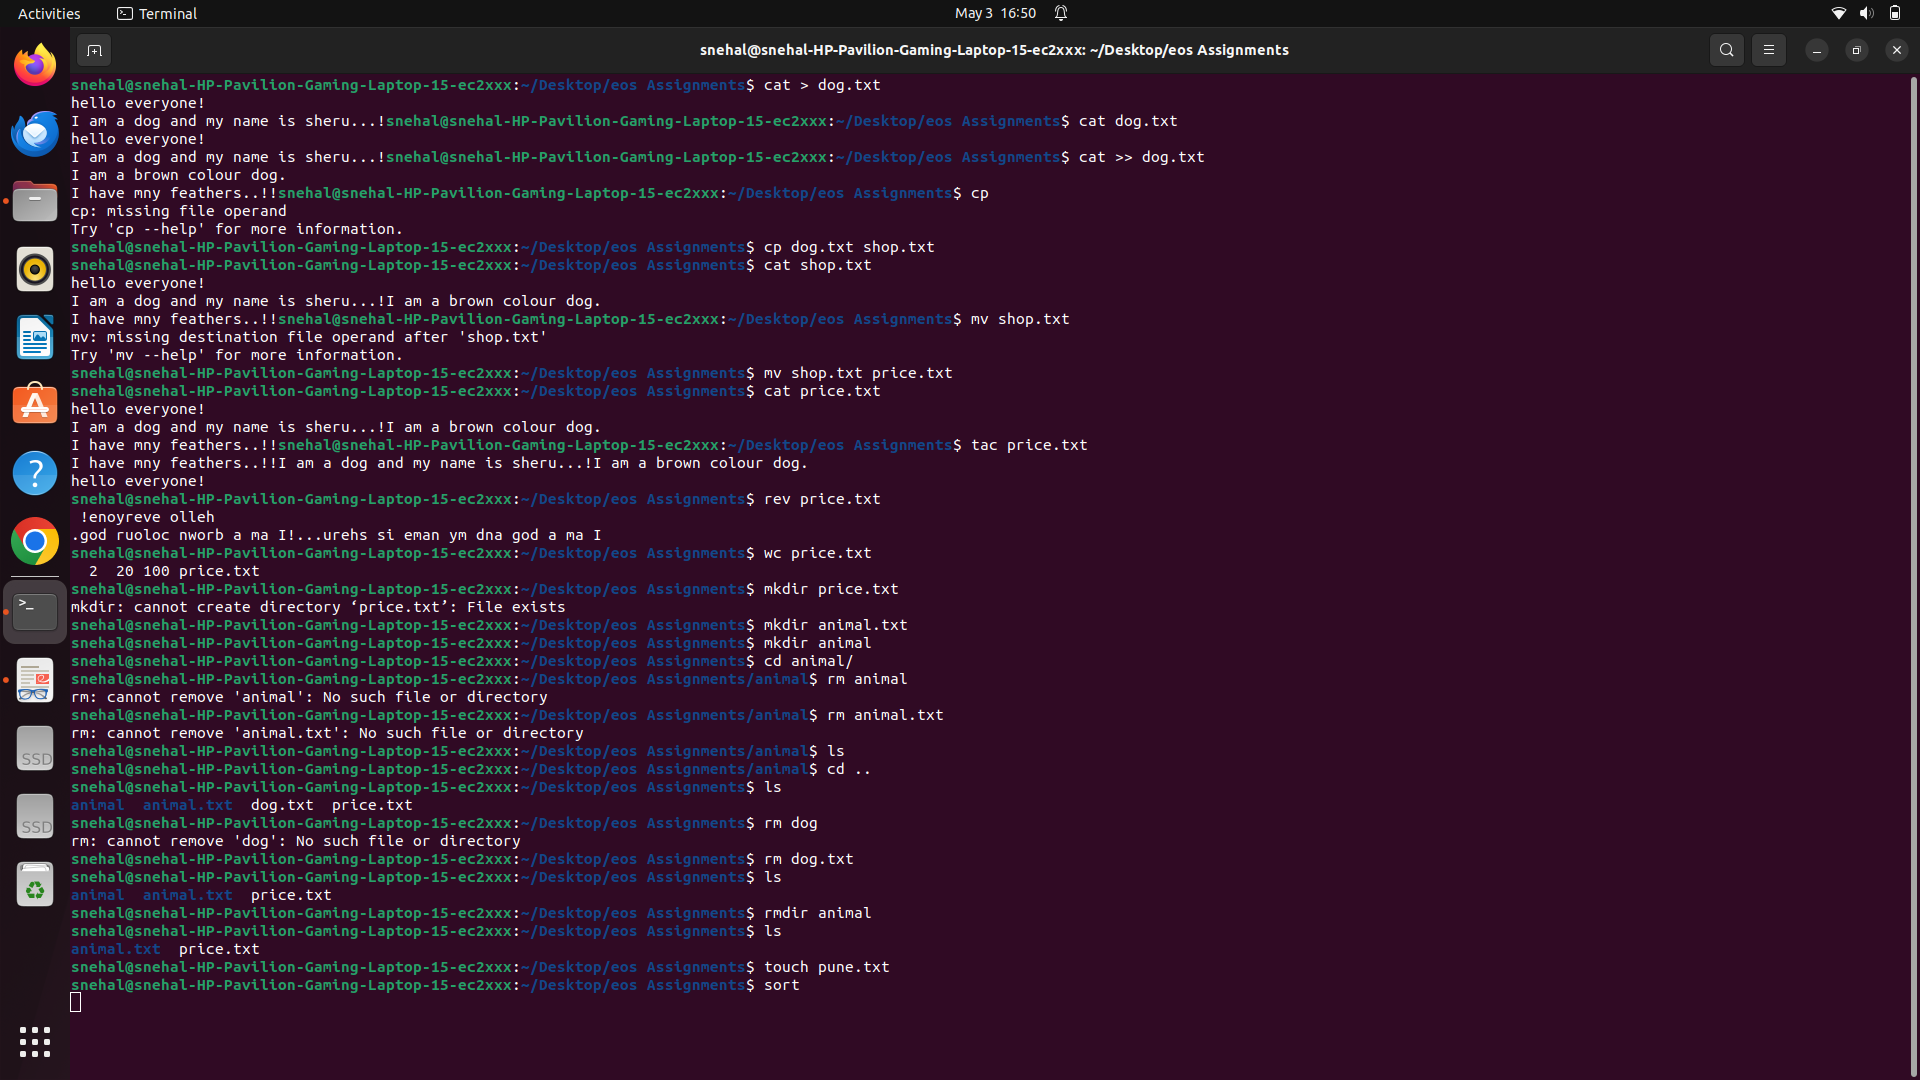 Activities
Terminal
May 3 16:50
snehal@snehal-HP-Pavilion-Gaming-Laptop-15-ec2xxx: ~/Desktop/eos Assignments
snehal@snehal-HP-Pavilion-Gaming-Laptop-15-ec2xxx:~/Desktop/eos Assignments$ cat > dog.txt
hello everyone!
I am a dog and my name is sheru...!snehal@snehal-HP-Pavilion-Gaming-Laptop-15-ec2xxx:~/Desktop/eos Assignments$ cat dog.txt
hello everyone!
I am a dog and my name is sheru...!snehal@snehal-HP-Pavilion-Gaming-Laptop-15-ec2xxx:~/Desktop/eos Assignments$ cat >> dog.txt
I am a brown colour dog.
I have mny feathers..!!snehal@snehal-HP-Pavilion-Gaming-Laptop-15-ec2xxx:~/Desktop/eos Assignments$ cp
cp: missing file operand
Try 'cp --help' for more information.
snehal@snehal-HP-Pavilion-Gaming-Laptop-15-ec2xxx:~/Desktop/eos Assignments$ cp dog.txt shop.txt
snehal@snehal-HP-Pavilion-Gaming-Laptop-15-ec2xxx:~/Desktop/eos Assignments$ cat shop.txt
hello everyone!
I am a dog and my name is sheru...!I am a brown colour dog.
I have mny feathers..!!snehal@snehal-HP-Pavilion-Gaming-Laptop-15-ec2xxx:~/Desktop/eos Assignments$ mv shop.txt
mv: missing destination file operand after 'shop.txt'
Try 'mv --help' for more information.
snehal@snehal-HP-Pavilion-Gaming-Laptop-15-ec2xxx:~/Desktop/eos Assignments$ mv shop.txt price.txt
snehal@snehal-HP-Pavilion-Gaming-Laptop-15-ec2xxx:~/Desktop/eos Assignments$ cat price.txt
hello everyone!
I am a dog and my name is sheru...!I am a brown colour dog.
I have mny feathers..!!snehal@snehal-HP-Pavilion-Gaming-Laptop-15-ec2xxx:~/Desktop/eos Assignments$ tac price.txt
I have mny feathers..!!I am a dog and my name is sheru...!I am a brown colour dog.
hello everyone!
snehal@snehal-HP-Pavilion-Gaming-Laptop-15-ec2xxx:~/Desktop/eos Assignments$ rev price.txt
 !enoyreve olleh
.god ruoloc nworb a ma I!...urehs si eman ym dna god a ma I
snehal@snehal-HP-Pavilion-Gaming-Laptop-15-ec2xxx:~/Desktop/eos Assignments$ wc price.txt
  2  20 100 price.txt
snehal@snehal-HP-Pavilion-Gaming-Laptop-15-ec2xxx:~/Desktop/eos Assignments$ mkdir price.txt
mkdir: cannot create directory ‘price.txt’: File exists
snehal@snehal-HP-Pavilion-Gaming-Laptop-15-ec2xxx:~/Desktop/eos Assignments$ mkdir animal.txt
snehal@snehal-HP-Pavilion-Gaming-Laptop-15-ec2xxx:~/Desktop/eos Assignments$ mkdir animal
snehal@snehal-HP-Pavilion-Gaming-Laptop-15-ec2xxx:~/Desktop/eos Assignments$ cd animal/
snehal@snehal-HP-Pavilion-Gaming-Laptop-15-ec2xxx:~/Desktop/eos Assignments/animal$ rm animal
rm: cannot remove 'animal': No such file or directory
snehal@snehal-HP-Pavilion-Gaming-Laptop-15-ec2xxx:~/Desktop/eos Assignments/animal$ rm animal.txt
rm: cannot remove 'animal.txt': No such file or directory
snehal@snehal-HP-Pavilion-Gaming-Laptop-15-ec2xxx:~/Desktop/eos Assignments/animal$ ls
snehal@snehal-HP-Pavilion-Gaming-Laptop-15-ec2xxx:~/Desktop/eos Assignments/animal$ cd ..
snehal@snehal-HP-Pavilion-Gaming-Laptop-15-ec2xxx:~/Desktop/eos Assignments$ ls
animal  animal.txt  dog.txt  price.txt
snehal@snehal-HP-Pavilion-Gaming-Laptop-15-ec2xxx:~/Desktop/eos Assignments$ rm dog
rm: cannot remove 'dog': No such file or directory
snehal@snehal-HP-Pavilion-Gaming-Laptop-15-ec2xxx:~/Desktop/eos Assignments$ rm dog.txt
snehal@snehal-HP-Pavilion-Gaming-Laptop-15-ec2xxx:~/Desktop/eos Assignments$ ls
animal  animal.txt  price.txt
snehal@snehal-HP-Pavilion-Gaming-Laptop-15-ec2xxx:~/Desktop/eos Assignments$ rmdir animal
snehal@snehal-HP-Pavilion-Gaming-Laptop-15-ec2xxx:~/Desktop/eos Assignments$ ls
animal.txt  price.txt
snehal@snehal-HP-Pavilion-Gaming-Laptop-15-ec2xxx:~/Desktop/eos Assignments$ touch pune.txt
snehal@snehal-HP-Pavilion-Gaming-Laptop-15-ec2xxx:~/Desktop/eos Assignments$ sort
SSD
SSD